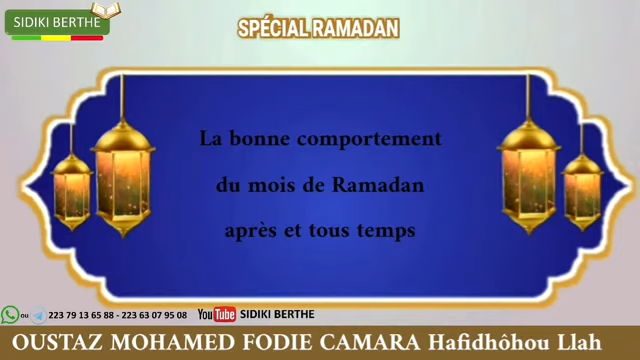 SIDIKI BERTHE
SPÉCIAL RAMADAN
La bonne comportement
du mois de Ramadan
après et tous temps
ou 223 79 13 65 88 - 223 63 07 95 08 YouTube SIDIKI BERTHE
OUSTAZ MOHAMED FODIE CAMARA Hafidhôhou Llah